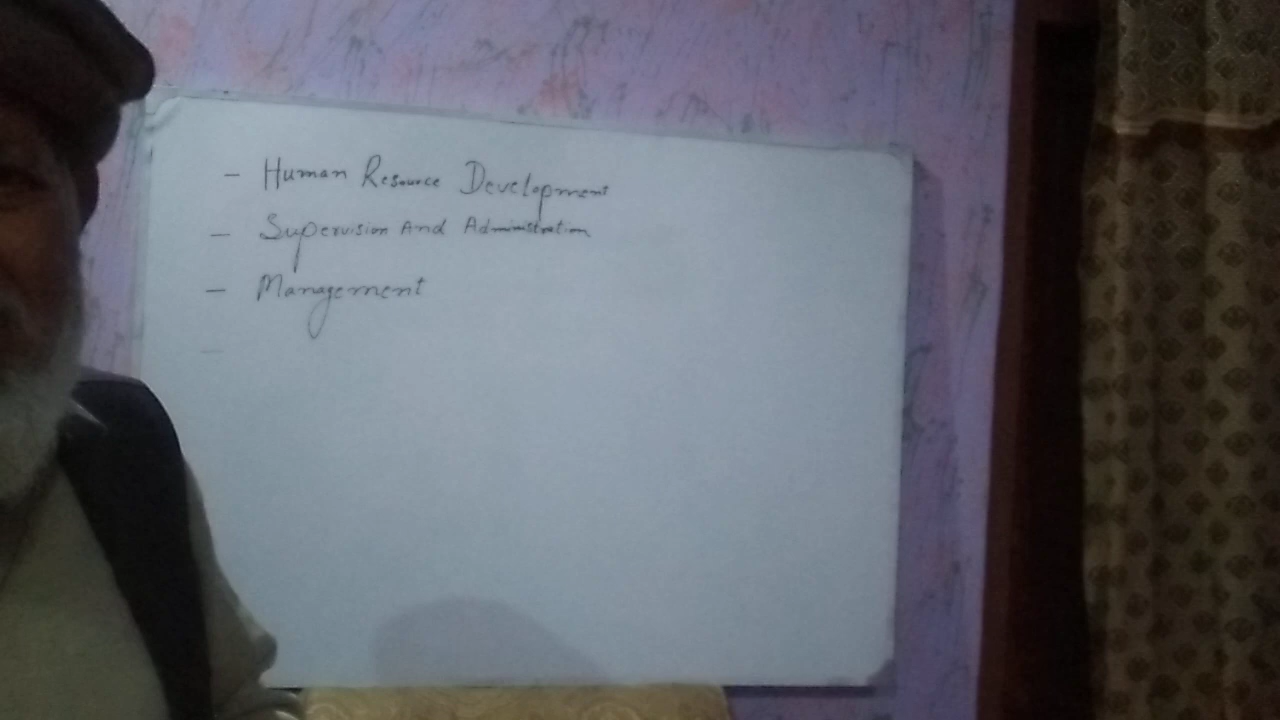 - Human Resource Development
- Supervision And Administration
- Management
-